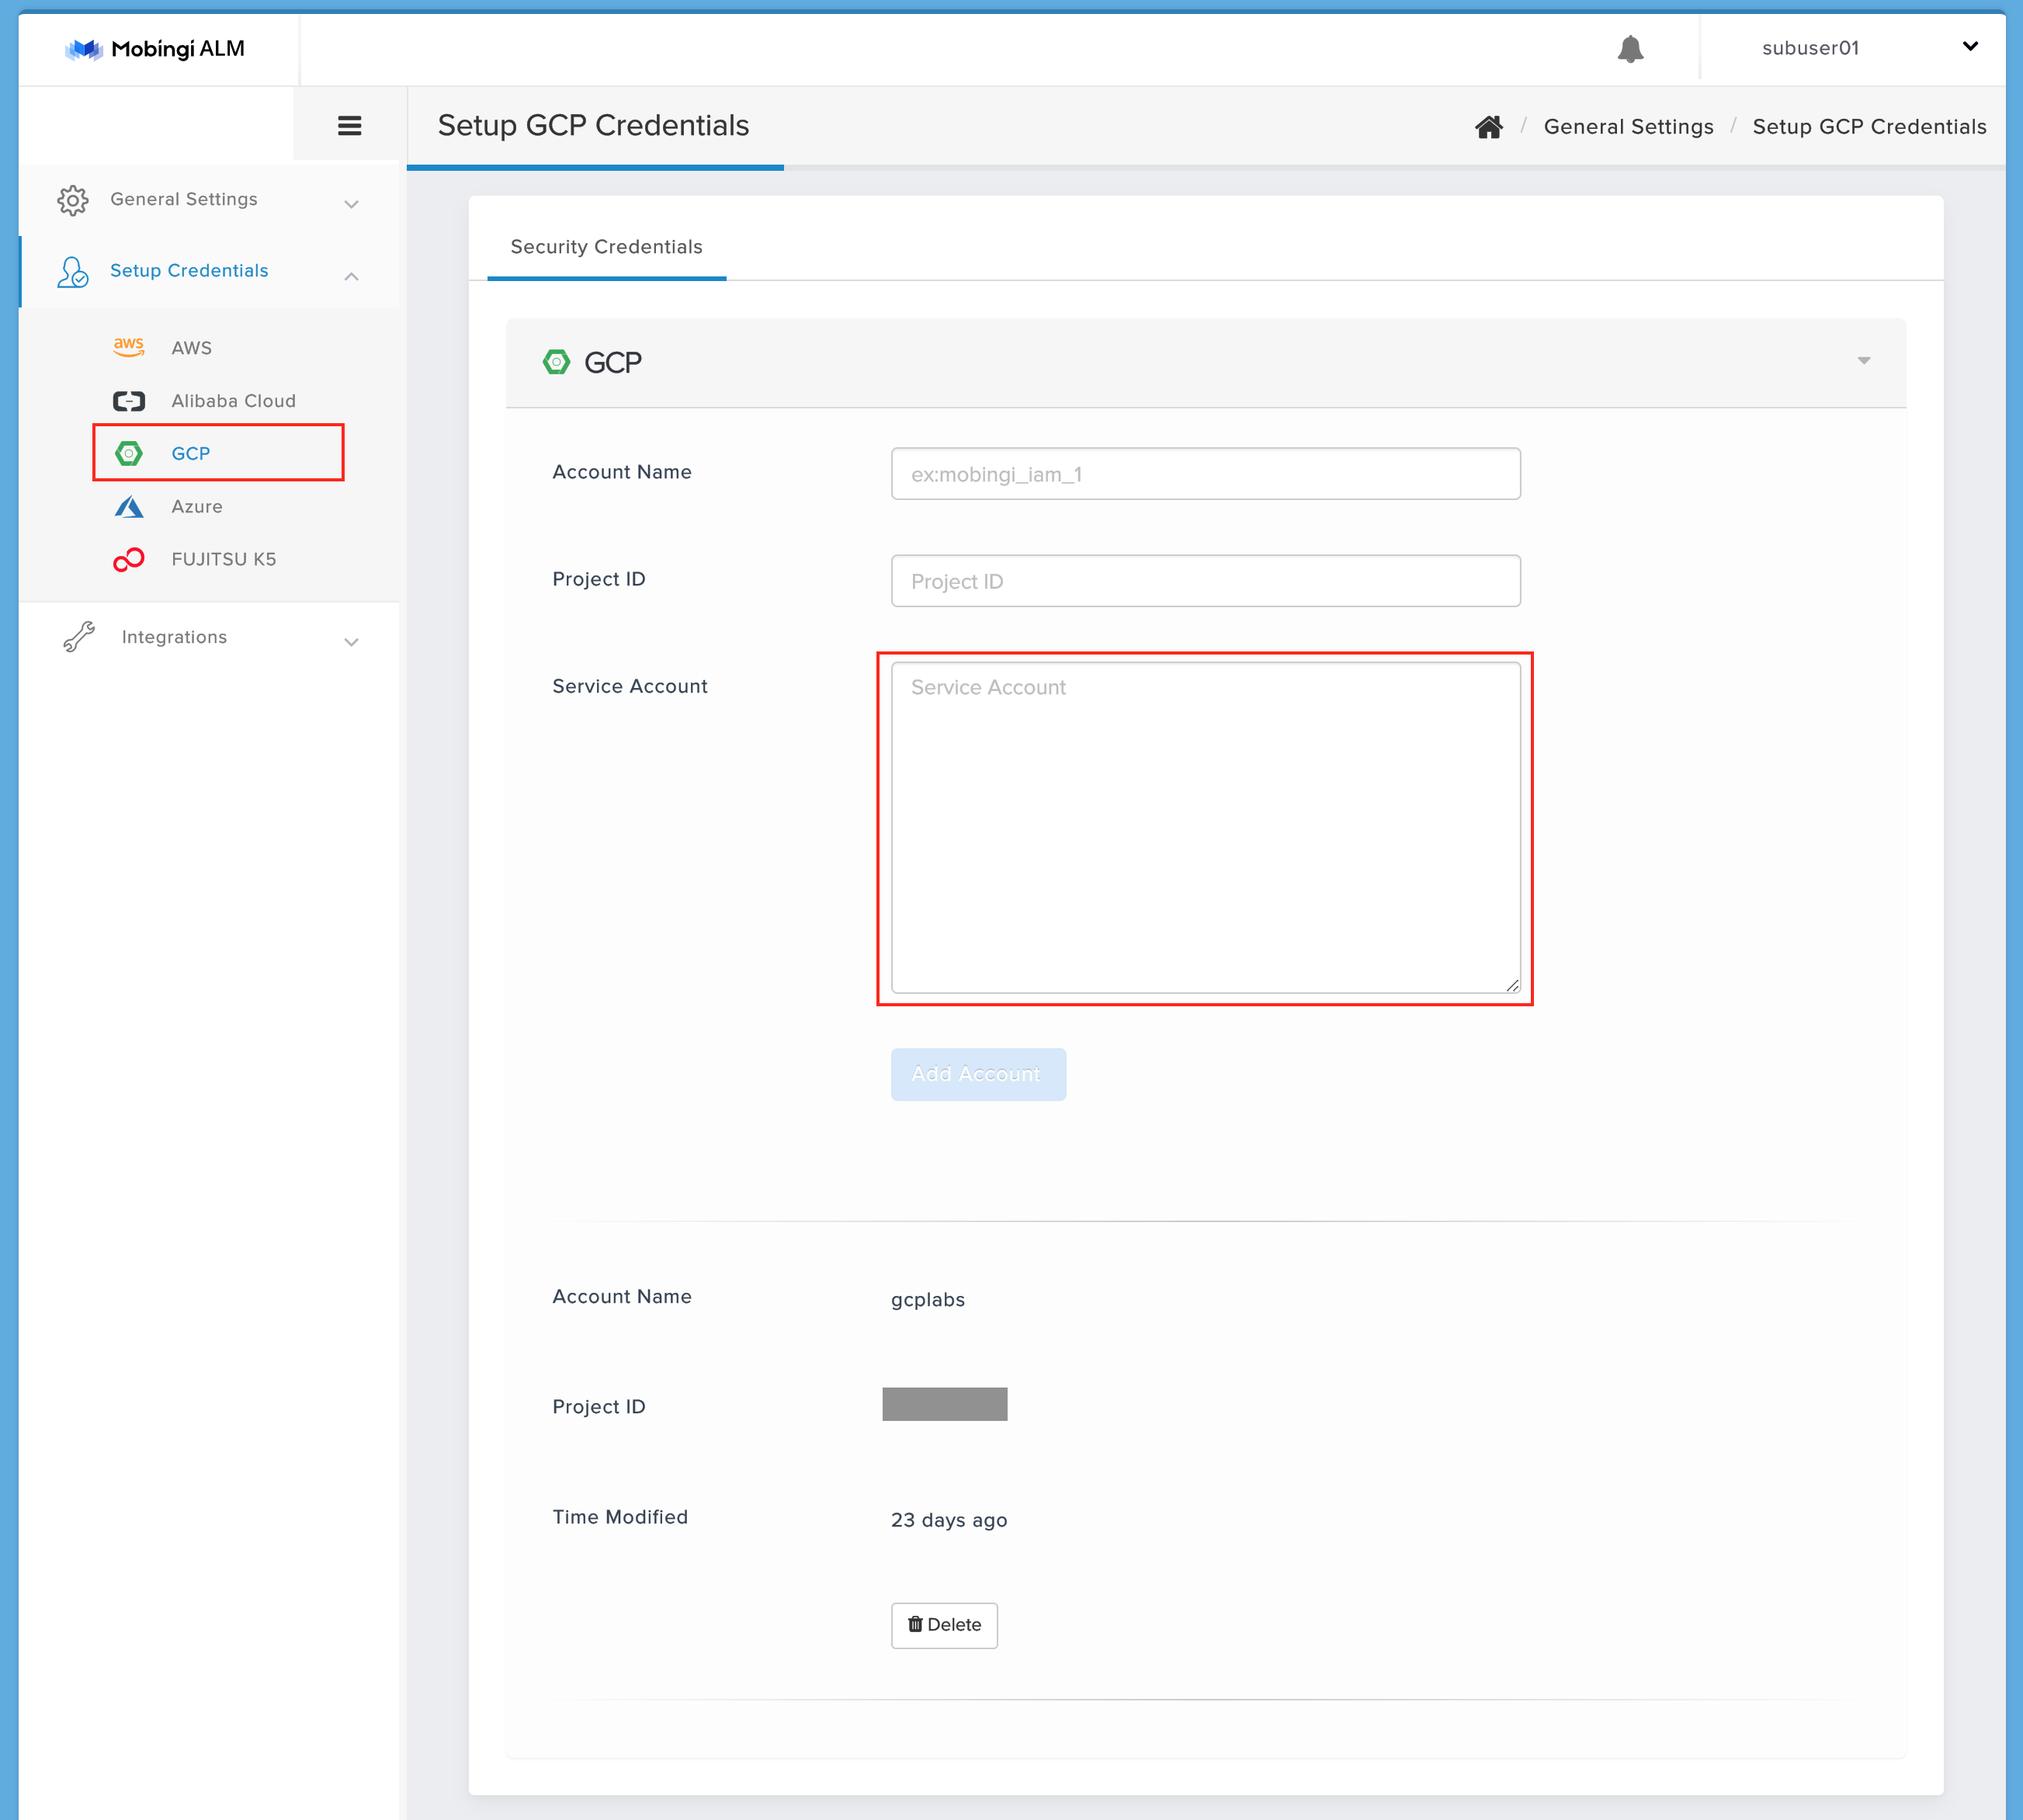 Mobingi ALM
subuser01
Setup GCP Credentials
/ General Settings / Setup GCP Credentials
General Settings
Setup Credentials
aws AWS
Alibaba Cloud
GCP
Azure
FUJITSU K5
Integrations
Security Credentials
GCP
Account Name
ex:mobingi_iam_1
Project ID
Project ID
Service Account
Service Account
Add Account
Account Name
gcplabs
Project ID
Time Modified
23 days ago
Delete